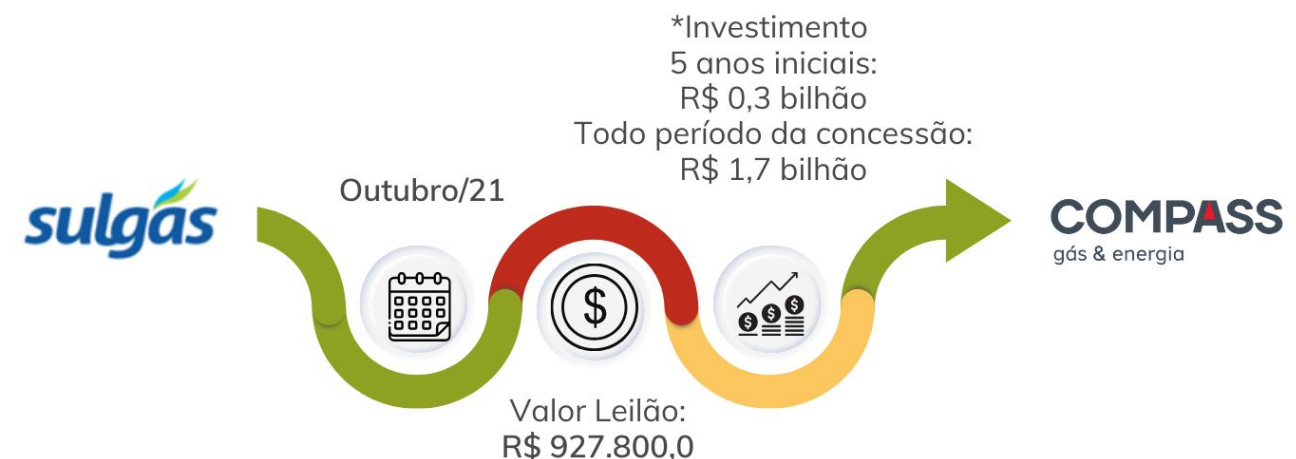 *Investimento
5 anos iniciais:
R$ 0,3 bilhão
Todo período da concessão:
R$ 1,7 bilhão
Outubro/21
sulgás
COMPASS
gás & energia
Valor Leilão:
R$ 927.800,0